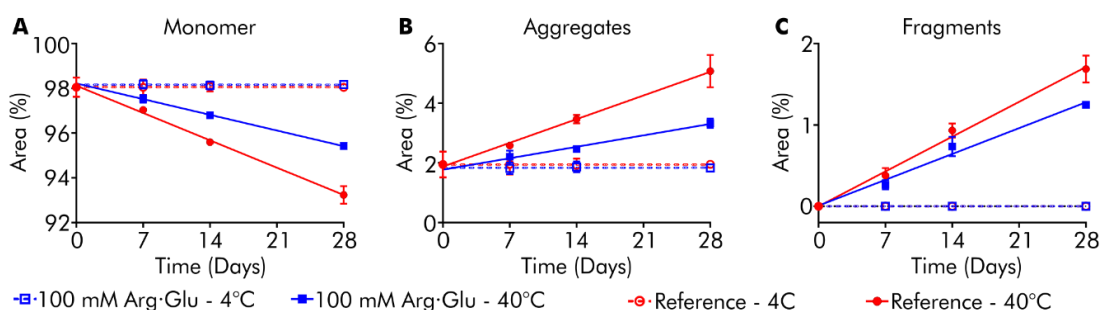 A Monomer
100
98
96
94
92
Area (%)
0 7 14 21 28
Time (Days)
B Aggregates
6
4
2
0
Area (%)
0 7 14 21 28
Time (Days)
C Fragments
2
1
0
Area (%)
0 7 14 21 28
Time (Days)
100 mM Arg·Glu - 4°C 100 mM Arg·Glu - 40°C Reference - 4C Reference - 40°C